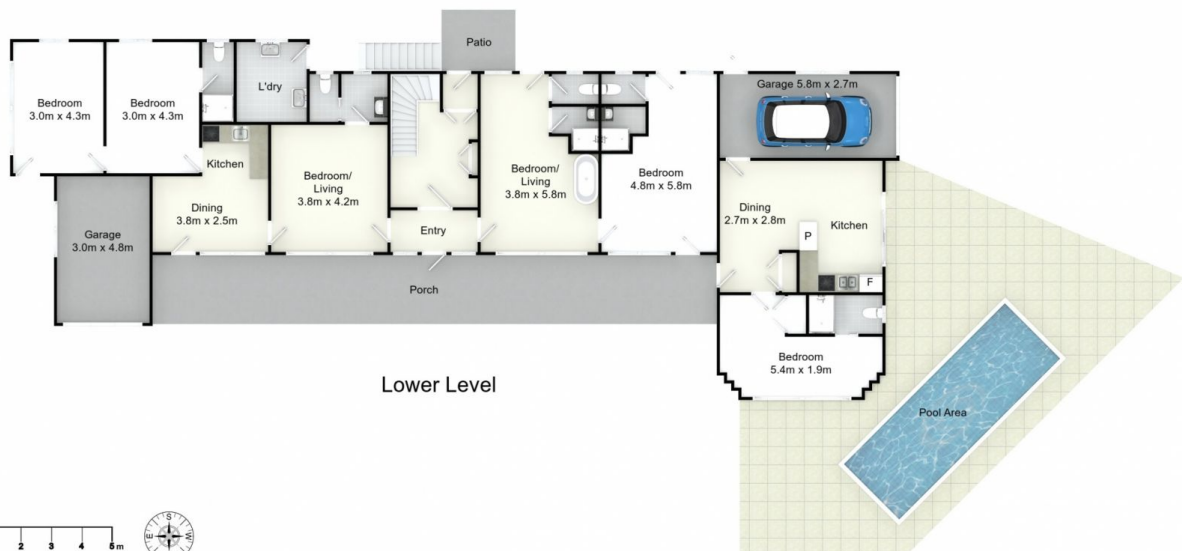 Patio
Bedroom
3.0m x 4.3m
Bedroom
3.0m x 4.3m
L'dry
Garage 5.8m x 2.7m
Kitchen
Bedroom/
Living
3.8m x 4.2m
Bedroom/
Living
3.8m x 5.8m
Bedroom
4.8m x 5.8m
Dining
3.8m x 2.5m
Dining
2.7m x 2.8m
Kitchen
P
F
Garage
3.0m x 4.8m
Entry
Porch
Bedroom
5.4m x 1.9m
Lower Level
Pool Area
2 3 4 5 m
S
E W